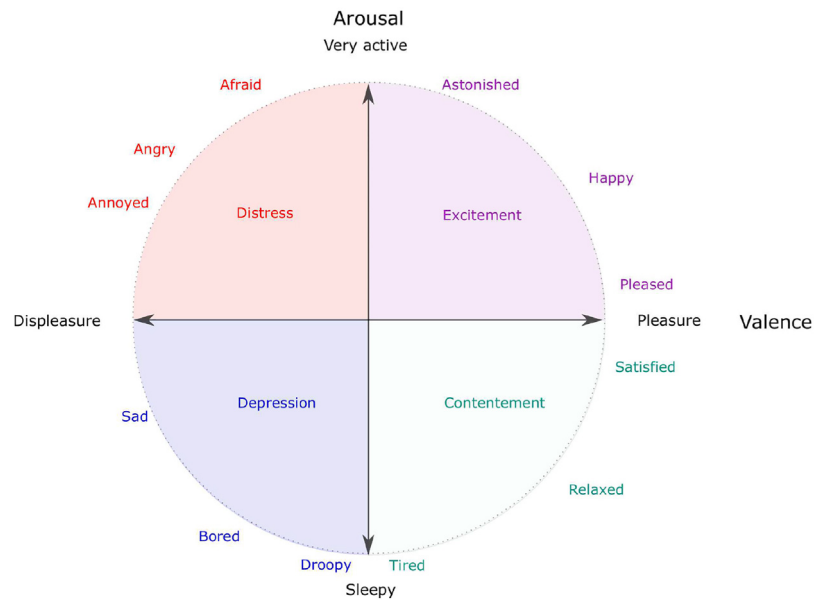 Arousal
Very active
Afraid
Astonished
Angry
Happy
Annoyed
Distress
Excitement
Pleased
Displeasure
Pleasure
Valence
Satisfied
Depression
Contentement
Sad
Relaxed
Bored
Droopy
Tired
Sleepy